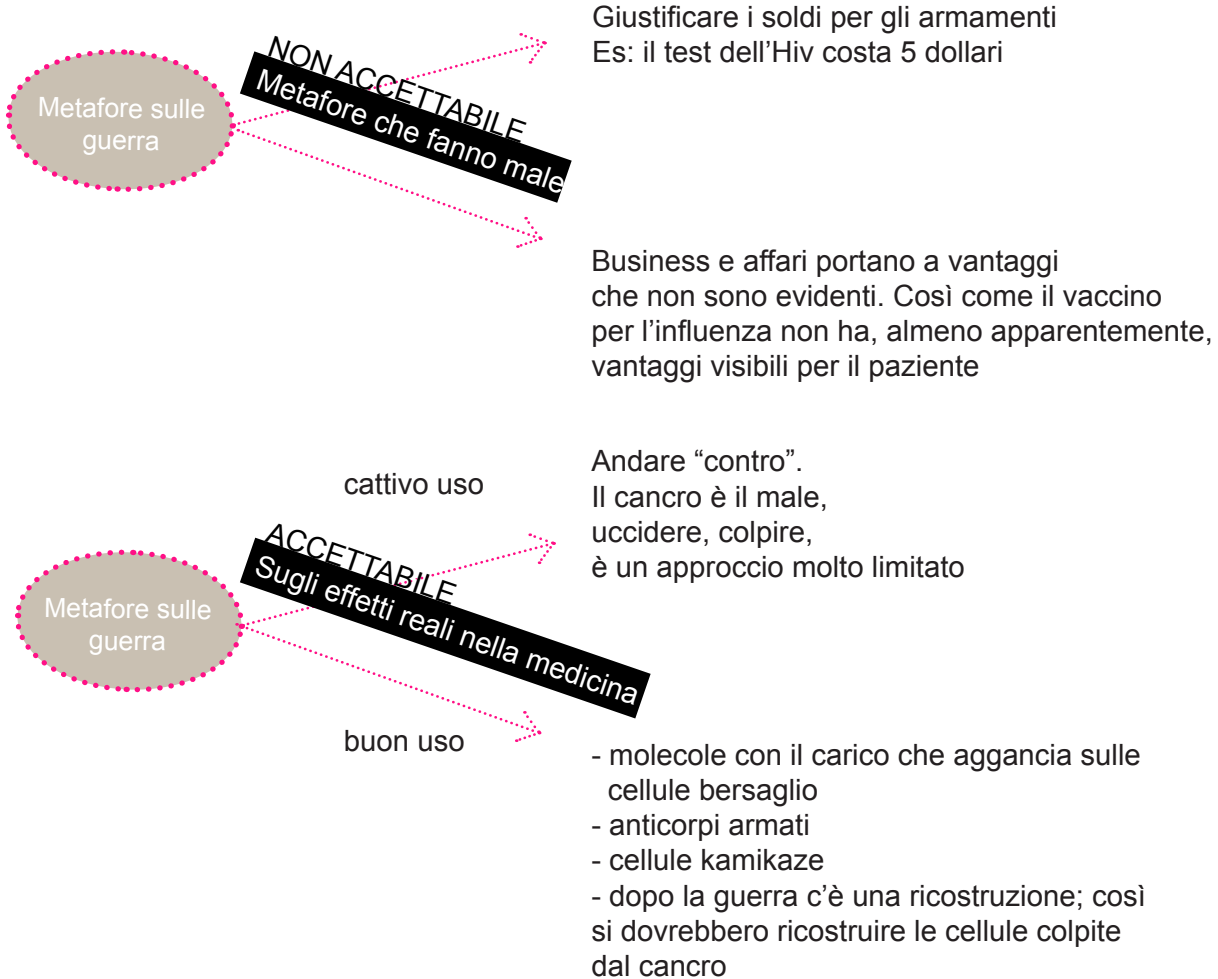 Giustificare i soldi per gli armamenti
Es: il test dell’Hiv costa 5 dollari
NON ACCETTABILE
Metafore che fanno male
Metafore sulle
guerra
Business e affari portano a vantaggi
che non sono evidenti. Così come il vaccino
per l’influenza non ha, almeno apparentemente,
vantaggi visibili per il paziente
cattivo uso
Andare “contro”.
Il cancro è il male,
uccidere, colpire,
è un approccio molto limitato
ACCETTABILE
Sugli effetti reali nella medicina
Metafore sulle
guerra
buon uso
- molecole con il carico che aggancia sulle
cellule bersaglio
- anticorpi armati
- cellule kamikaze
- dopo la guerra c’è una ricostruzione; così
si dovrebbero ricostruire le cellule colpite
dal cancro